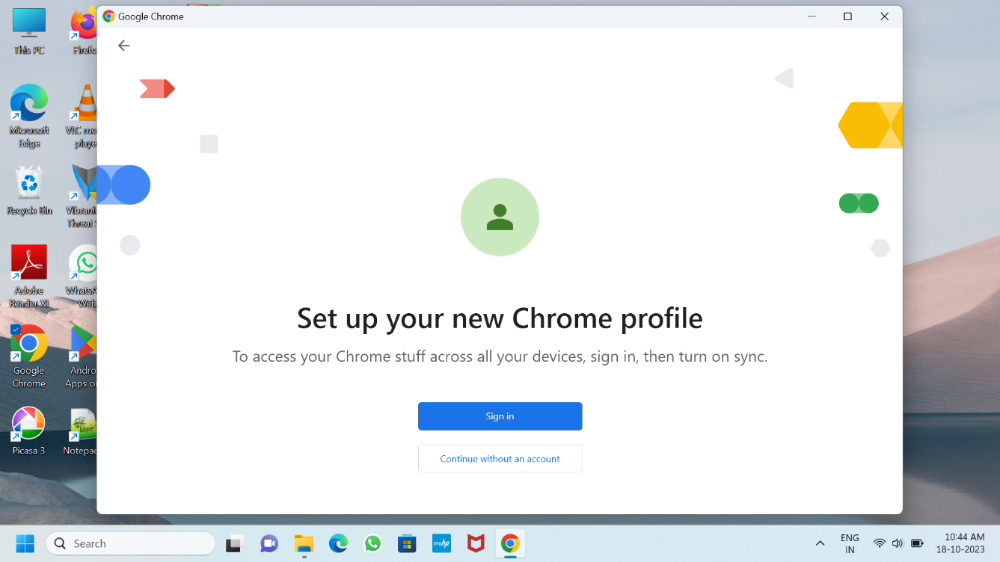 Google Chrome
Set up your new Chrome profile
To access your Chrome stuff across all your devices, sign in, then turn on sync.
Sign in
Continue without an account
This PC
Firefo
Microsoft
Edge
VLC me
playe
Recycle Bin
Vibrani
Threat S
Adobe
Reader XI
WhatsA
Web
Google
Chrome
Andro
Apps o
Picasa 3
Notepa
Search
myhp
ENG
IN
10:44 AM
18-10-2023